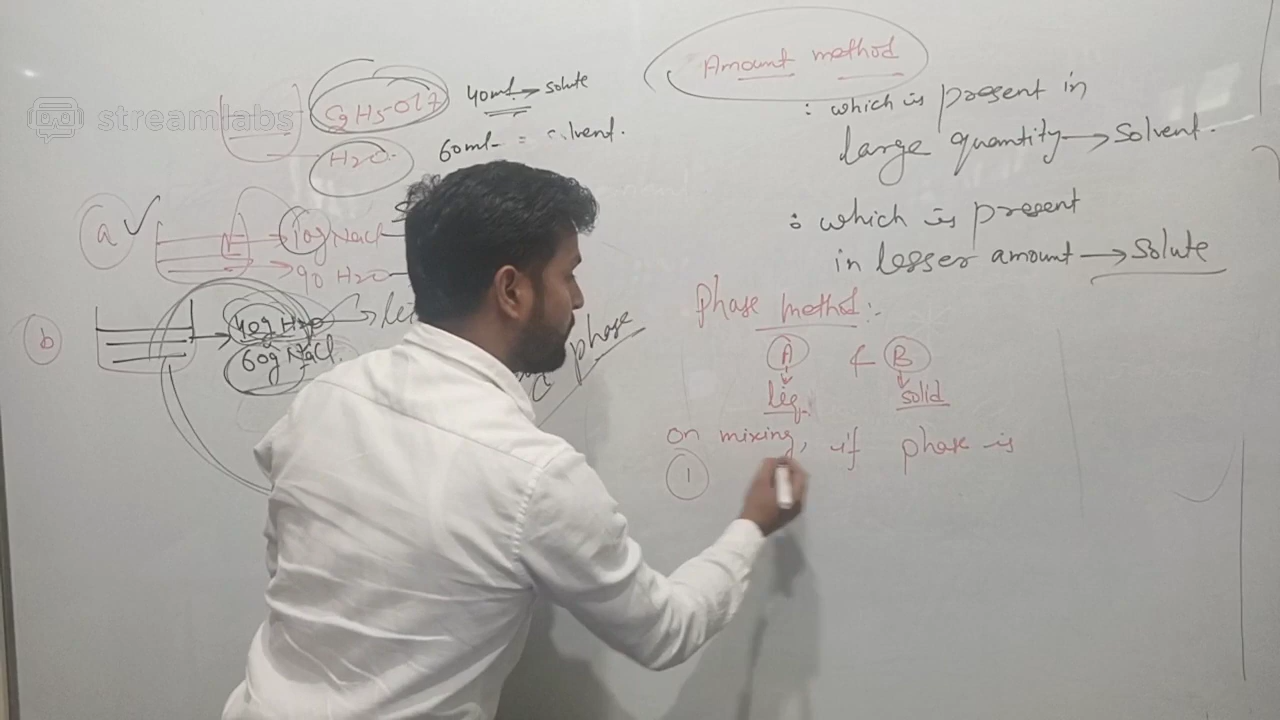 streamlabs
C2H5-OH
40ml → solute
H2O.
60ml =
a ✓
10g NaCl
90 H2O
b
→ 40g H2O → let
60g NaCl.
phase
Amount method
: which is present in
large quantity → Solvent.
: which is present
in lesser amount → Solute
Phase method:-
A & B
liq. solid
on mixing, if phase is
1